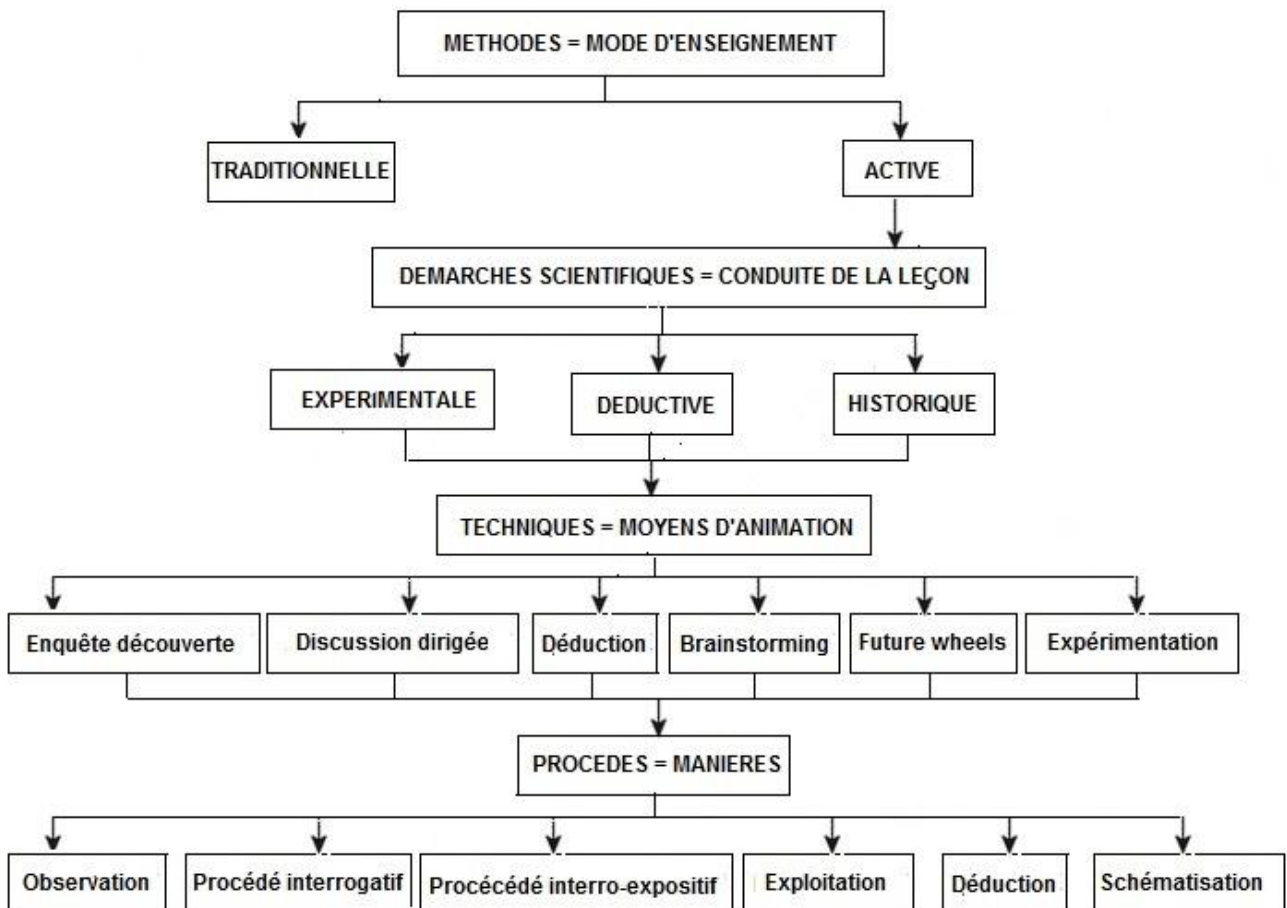 METHODES = MODE D'ENSEIGNEMENT
TRADITIONNELLE
ACTIVE
DEMARCHES SCIENTIFIQUES = CONDUITE DE LA LEÇON
EXPERIMENTALE
DEDUCTIVE
HISTORIQUE
TECHNIQUES = MOYENS D'ANIMATION
Enquête découverte
Discussion dirigée
Déduction
Brainstorming
Future wheels
Expérimentation
PROCEDES = MANIERES
Observation
Procédé interrogatif
Procécédé interro-expositif
Exploitation
Déduction
Schématisation